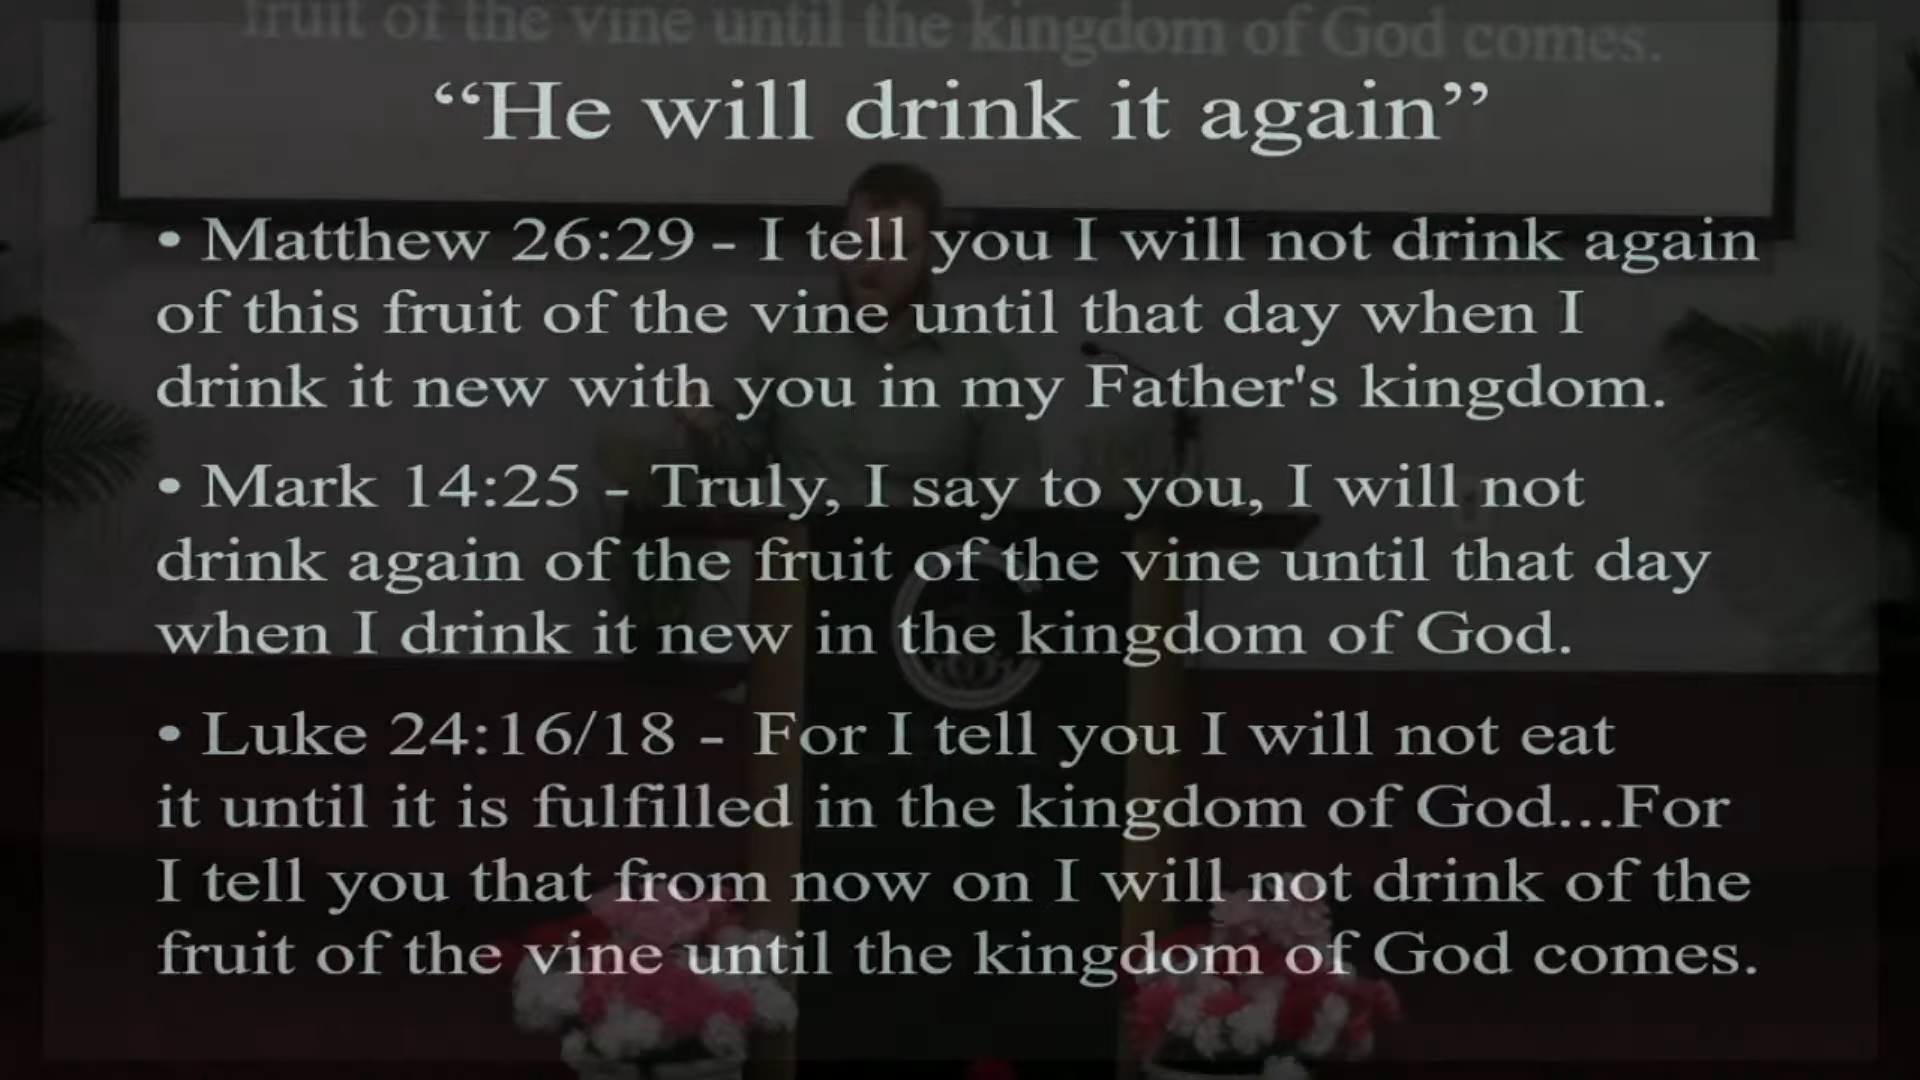 fruit of the vine until the kingdom of God comes.
“He will drink it again”
• Matthew 26:29 - I tell you I will not drink again
of this fruit of the vine until that day when I
drink it new with you in my Father's kingdom.
• Mark 14:25 - Truly, I say to you, I will not
drink again of the fruit of the vine until that day
when I drink it new in the kingdom of God.
• Luke 24:16/18 - For I tell you I will not eat
it until it is fulfilled in the kingdom of God...For
I tell you that from now on I will not drink of the
fruit of the vine until the kingdom of God comes.